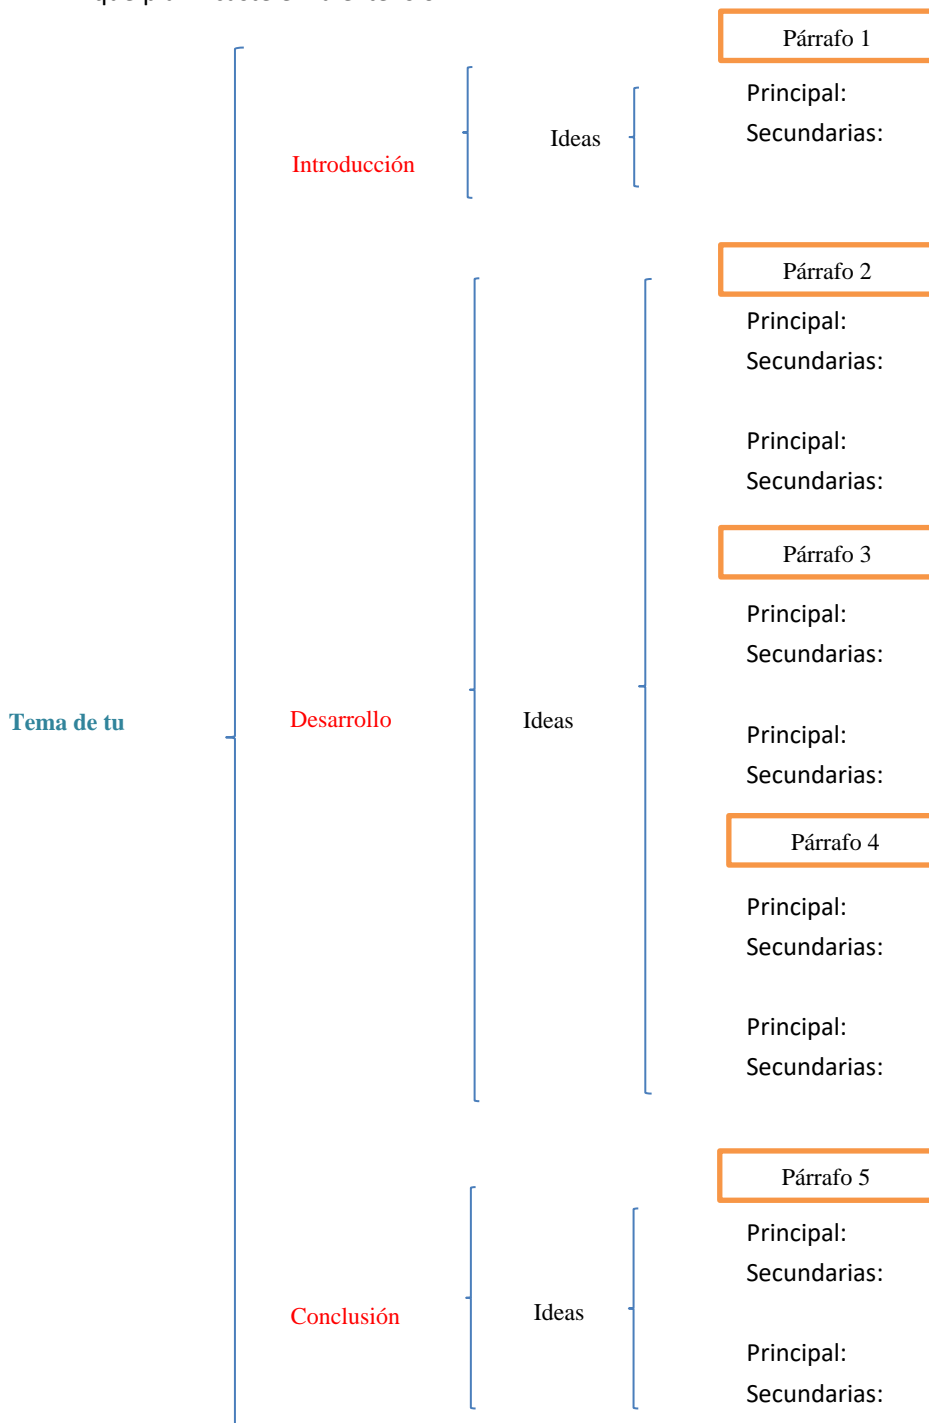 Párrafo 1
Principal:
Secundarias:
Ideas
Introducción
Párrafo 2
Principal:
Secundarias:
Principal:
Secundarias:
Párrafo 3
Principal:
Secundarias:
Tema de tu
Desarrollo
Ideas
Principal:
Secundarias:
Párrafo 4
Principal:
Secundarias:
Principal:
Secundarias:
Párrafo 5
Principal:
Secundarias:
Conclusión
Ideas
Principal:
Secundarias: